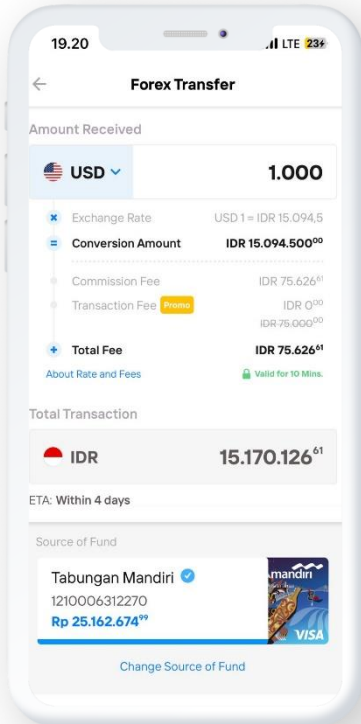 19.20 LTE 23
Forex Transfer
Amount Received
USD 1.000
Exchange Rate USD 1 = IDR 15.094,5
Conversion Amount IDR 15.094.500⁰⁰
Commission Fee IDR 75.626⁶¹
Transaction Fee Promo IDR 0⁰⁰
IDR 75.000⁰⁰
Total Fee IDR 75.626⁶¹
About Rate and Fees Valid for 10 Mins.
Total Transaction
IDR 15.170.126⁶¹
ETA: Within 4 days
Source of Fund
Tabungan Mandiri
1210006312270
Rp 25.162.674⁹⁹
mandiri
VISA
Change Source of Fund